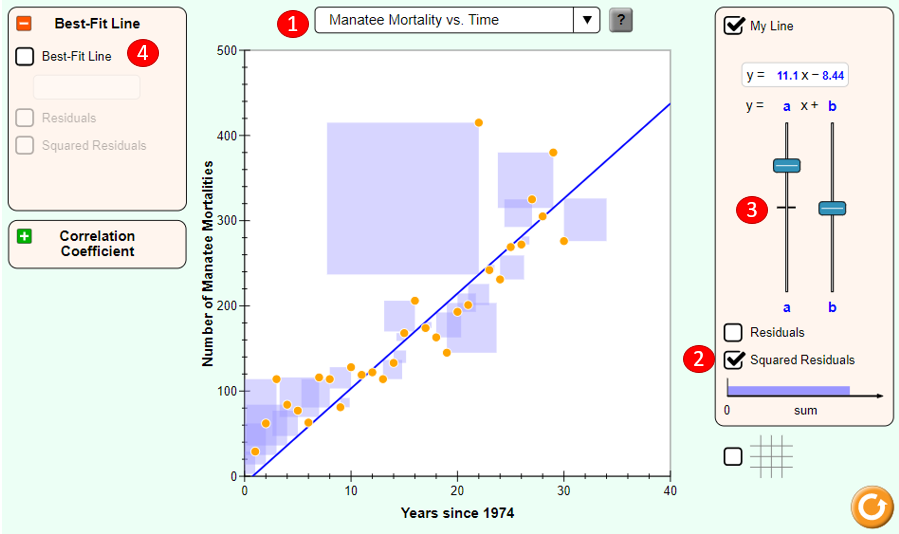 1
Manatee Mortality vs. Time
▼
?
− Best-Fit Line
Best-Fit Line
4
Residuals
Squared Residuals
+ Correlation
Coefficient
Number of Manatee Mortalities
500
400
300
200
100
0
0 10 20 30 40
Years since 1974
My Line
y = 11.1 x − 8.44
y = a x + b
3
a b
Residuals
2
Squared Residuals
0 sum